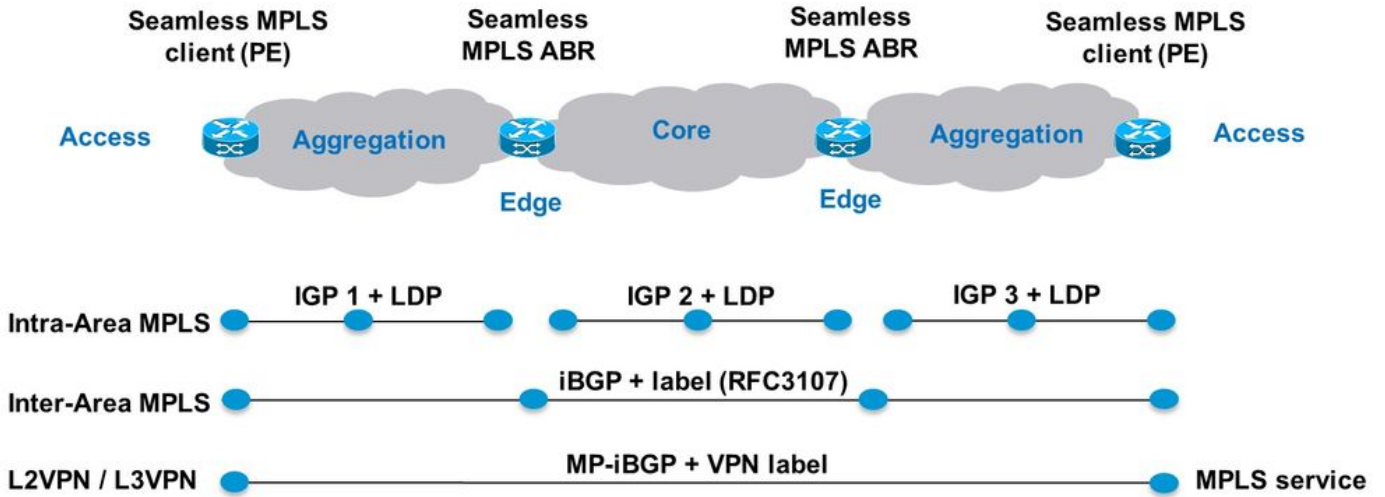 Seamless MPLS
client (PE)
Seamless
MPLS ABR
Seamless
MPLS ABR
Seamless MPLS
client (PE)
Access
Aggregation
Core
Aggregation
Access
Edge
Edge
Intra-Area MPLS
IGP 1 + LDP
IGP 2 + LDP
IGP 3 + LDP
Inter-Area MPLS
iBGP + label (RFC3107)
L2VPN / L3VPN
MP-iBGP + VPN label
MPLS service